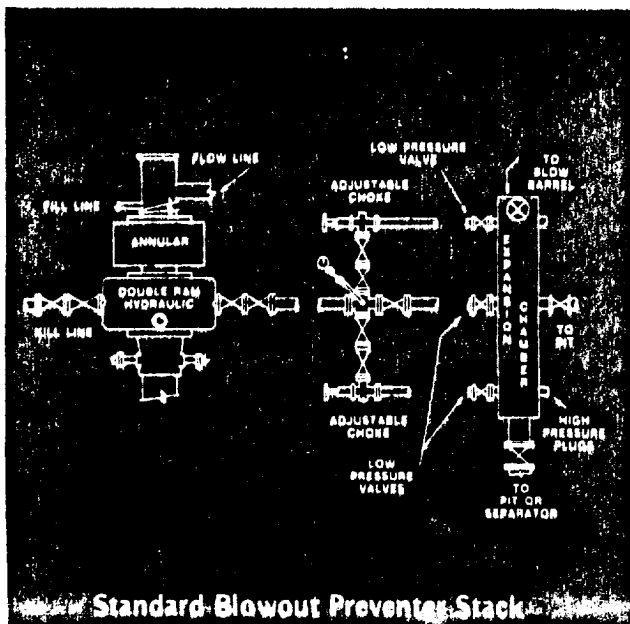 FLOW LINE
FILL LINE
ANNULAR
DOUBLE RAM
HYDRAULIC
KILL LINE
LOW PRESSURE
VALVE
ADJUSTABLE
CHOKE
ADJUSTABLE
CHOKE
LOW
PRESSURE
VALVES
TO
BLOW
BARREL
EXPANSION
CHAMBER
TO
PIT
HIGH
PRESSURE
PLUGS
TO
PIT OR
SEPARATOR
Standard Blowout Preventer Stack